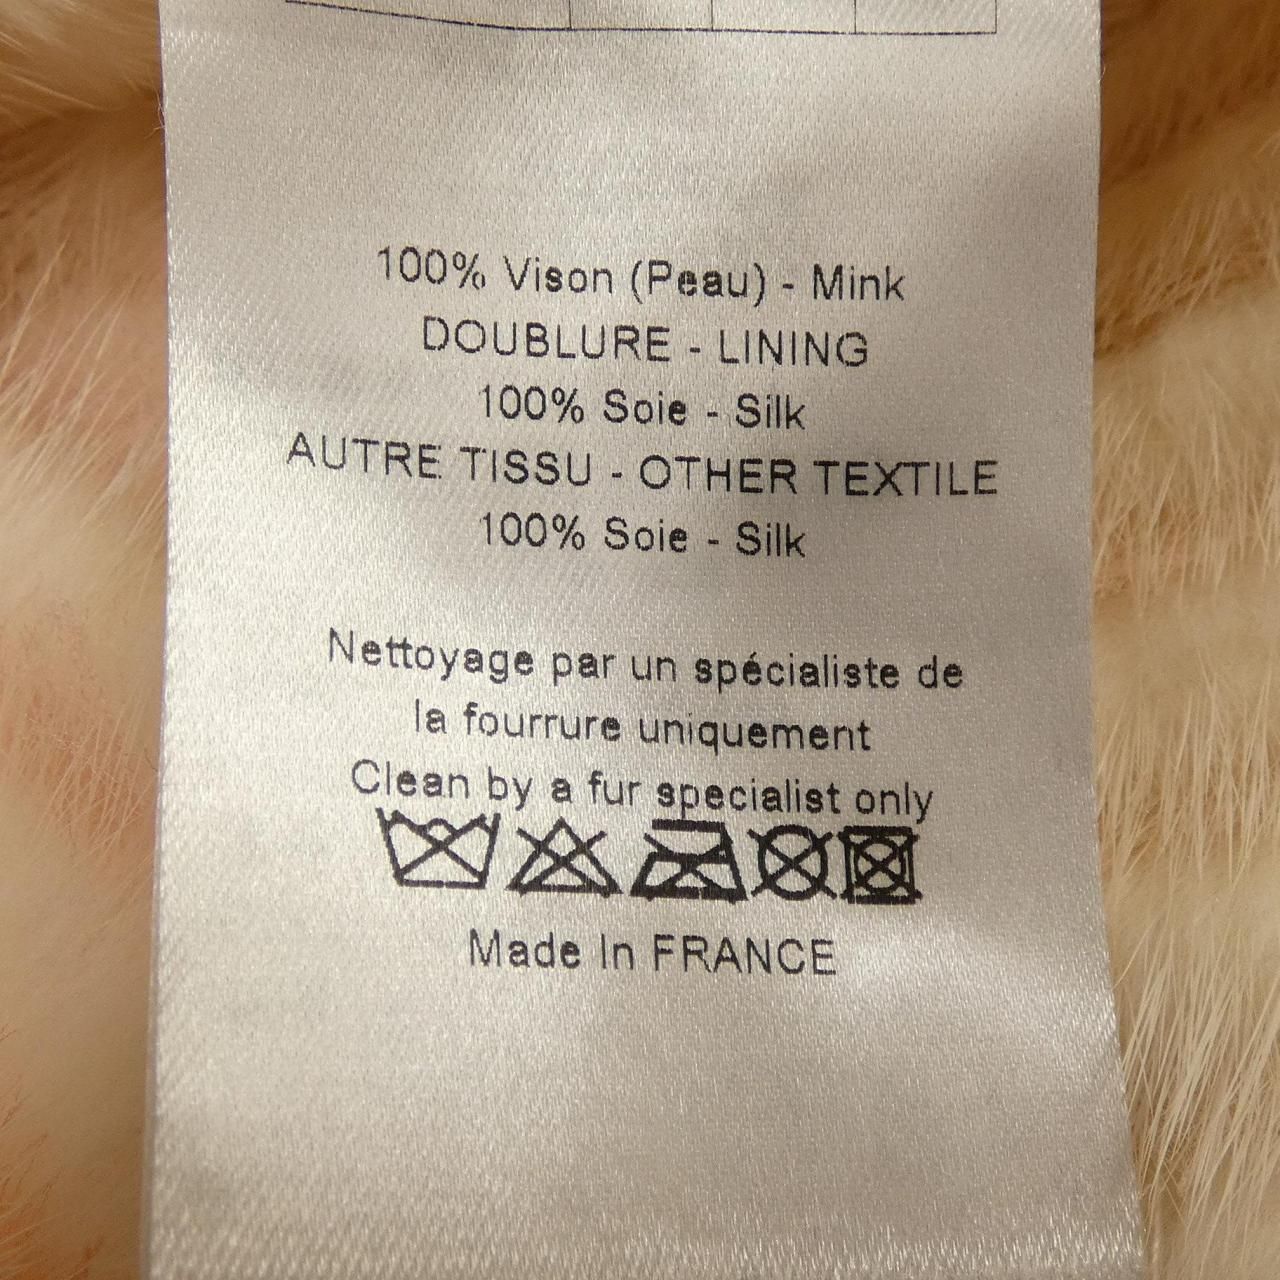 100% Vison (Peau) - Mink
DOUBLURE - LINING
100% Soie - Silk
AUTRE TISSU - OTHER TEXTILE
100% Soie - Silk
Nettoyage par un spécialiste de
la fourrure uniquement
Clean by a fur specialist only
Made In FRANCE